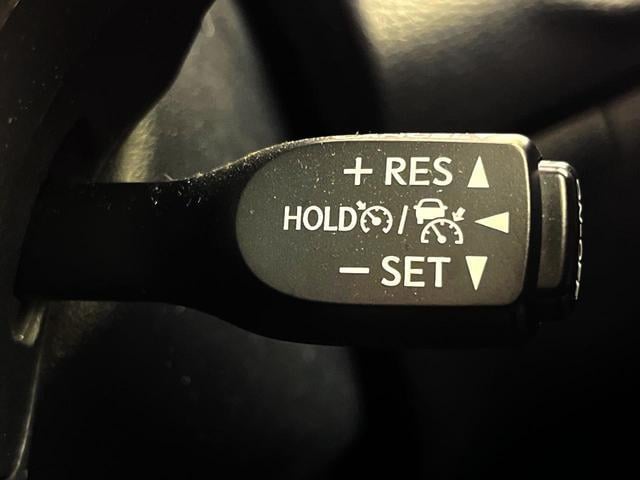 + RES ▲
HOLD / ◀
− SET ▼